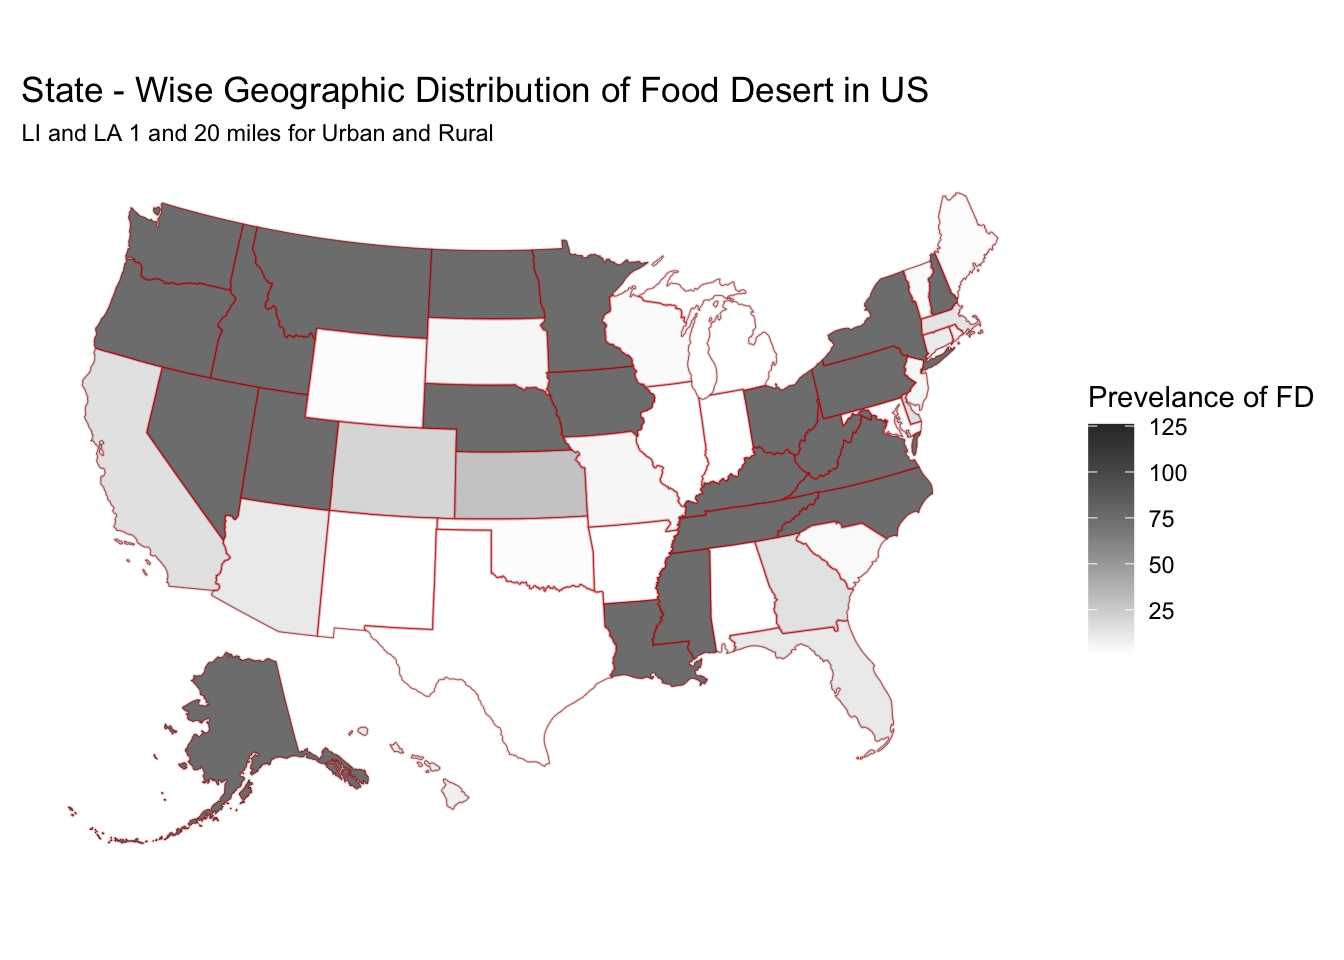 State - Wise Geographic Distribution of Food Desert in US
LI and LA 1 and 20 miles for Urban and Rural
Prevelance of FD
125
100
75
50
25